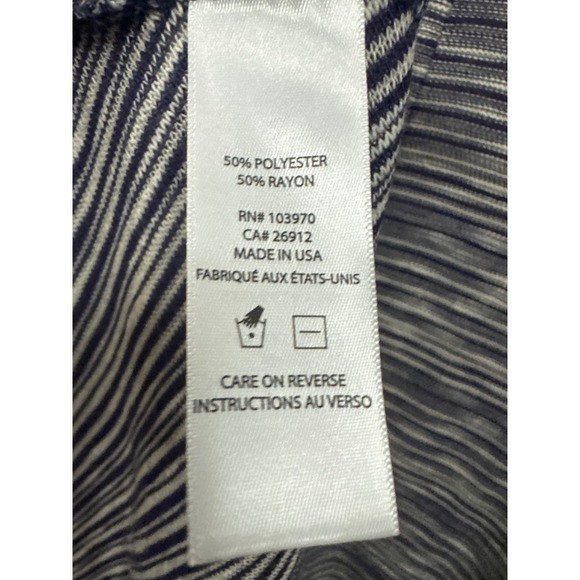 50% POLYESTER
50% RAYON
RN# 103970
CA# 26912
MADE IN USA
FABRIQUÉ AUX ÉTATS-UNIS
CARE ON REVERSE
INSTRUCTIONS AU VERSO